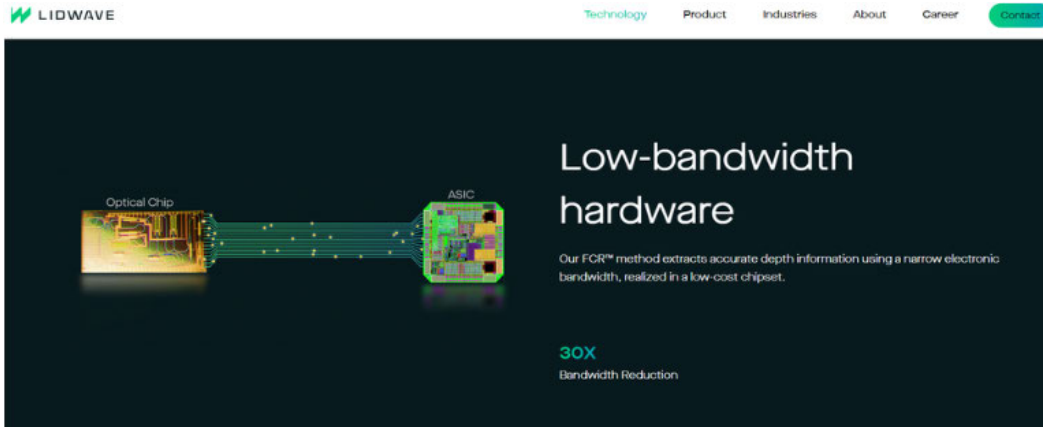 LIDWAVE
Technology Product Industries About Career Contact
Optical Chip
ASIC
Low-bandwidth
hardware
Our FCR™ method extracts accurate depth information using a narrow electronic
bandwidth, realized in a low-cost chipset.
30X
Bandwidth Reduction